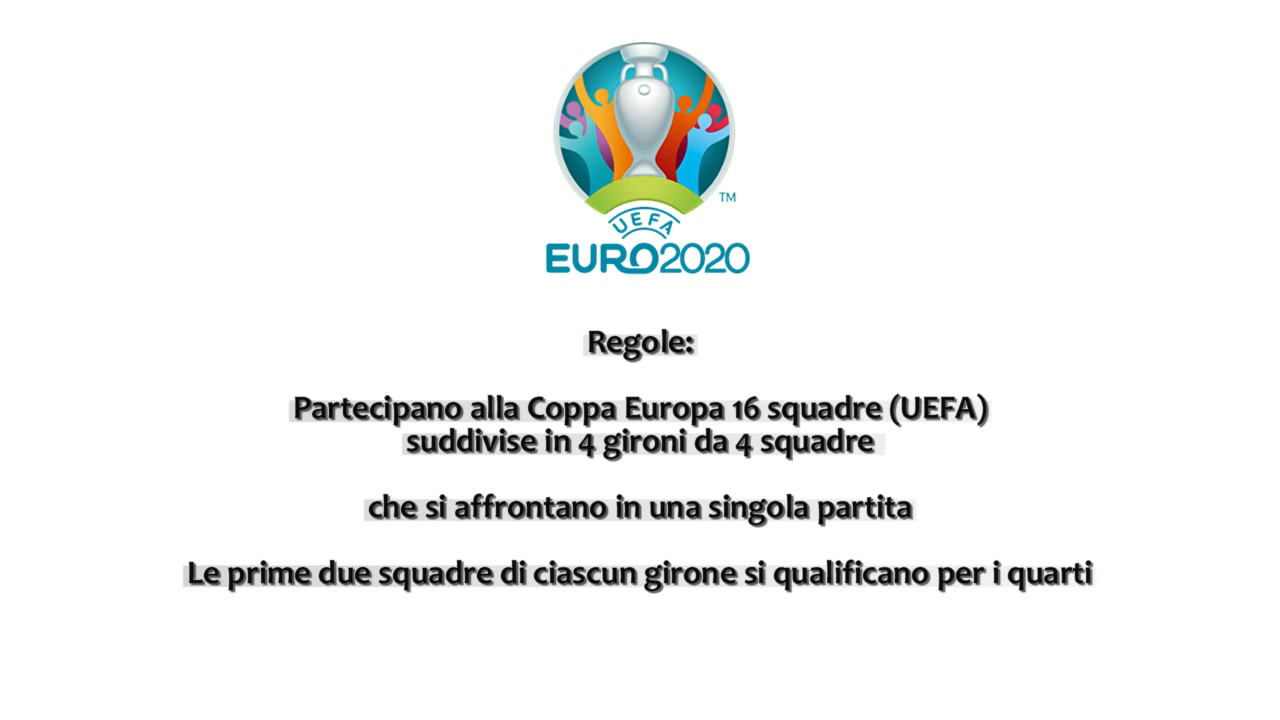 TM
UEFA
EURO2020
Regole:
Partecipano alla Coppa Europa 16 squadre (UEFA)
suddivise in 4 gironi da 4 squadre
che si affrontano in una singola partita
Le prime due squadre di ciascun girone si qualificano per i quarti